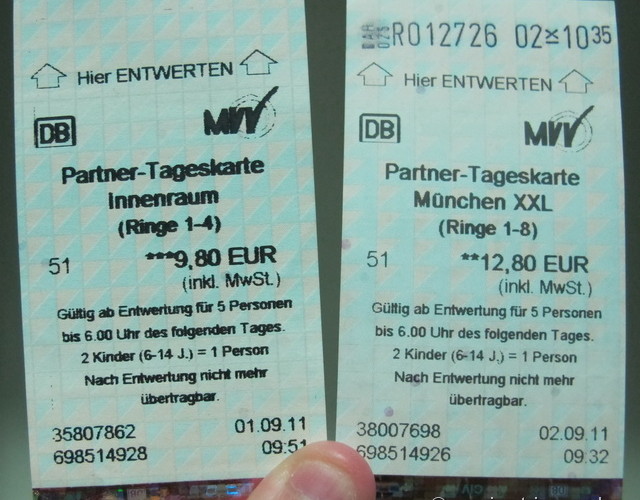 Hier ENTWERTEN
DB MVV
Partner-Tageskarte
Innenraum
(Ringe 1-4)
51 ***9,80 EUR
(inkl. MwSt.)
Gültig ab Entwertung für 5 Personen
bis 6.00 Uhr des folgenden Tages.
2 Kinder (6-14 J.) = 1 Person
Nach Entwertung nicht mehr
übertragbar.
35807862 01.09.11
698514928 09:51
R012726 02 1035
Hier ENTWERTEN
DB MVV
Partner-Tageskarte
München XXL
(Ringe 1-8)
51 **12,80 EUR
(inkl. MwSt.)
Gültig ab Entwertung für 5 Personen
bis 6.00 Uhr des folgenden Tages.
2 Kinder (6-14 J.) = 1 Person
Nach Entwertung nicht mehr
übertragbar.
38007698 02.09.11
698514926 09:32